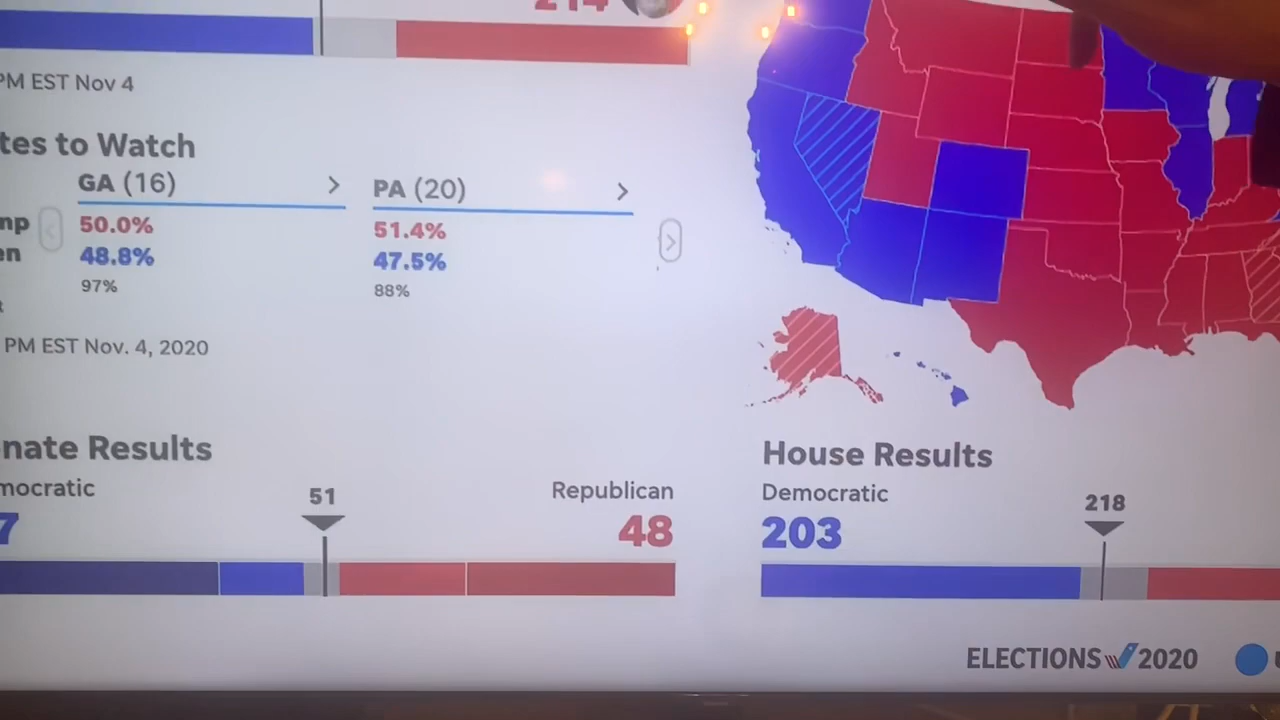 214
PM EST Nov 4
tes to Watch
GA (16) >
PA (20) >
mp
50.0%
51.4%
en
48.8%
47.5%
97%
88%
PM EST Nov. 4, 2020
nate Results
mocratic
51
Republican
7
48
House Results
Democratic
218
203
ELECTIONS 2020